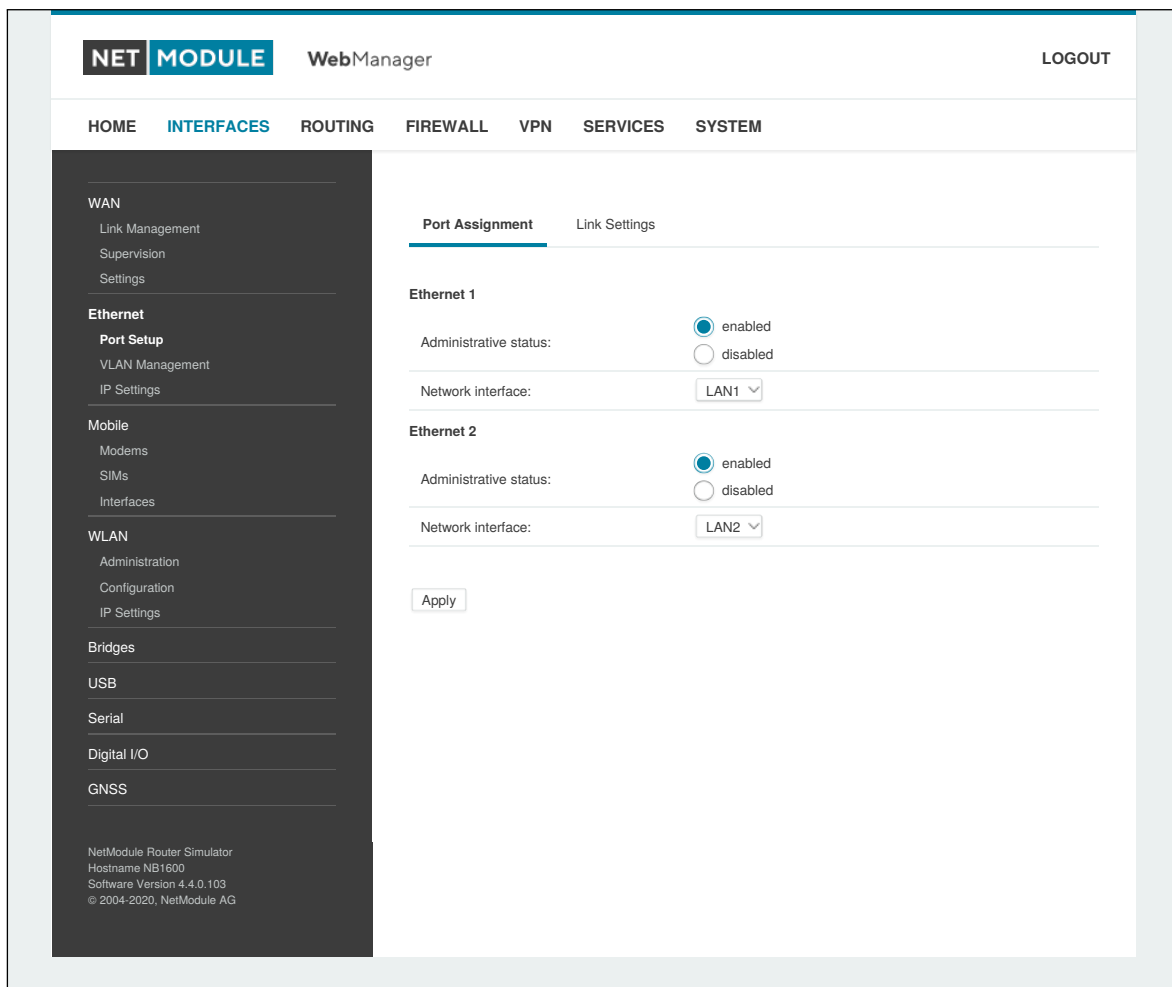 NET MODULE WebManager LOGOUT
HOME INTERFACES ROUTING FIREWALL VPN SERVICES SYSTEM
WAN
Link Management
Supervision
Settings
Ethernet
Port Setup
VLAN Management
IP Settings
Mobile
Modems
SIMs
Interfaces
WLAN
Administration
Configuration
IP Settings
Bridges
USB
Serial
Digital I/O
GNSS
NetModule Router Simulator
Hostname NB1600
Software Version 4.4.0.103
© 2004-2020, NetModule AG
Port Assignment Link Settings
Ethernet 1
Administrative status:
enabled
disabled
Network interface: LAN1
Ethernet 2
Administrative status:
enabled
disabled
Network interface: LAN2
Apply